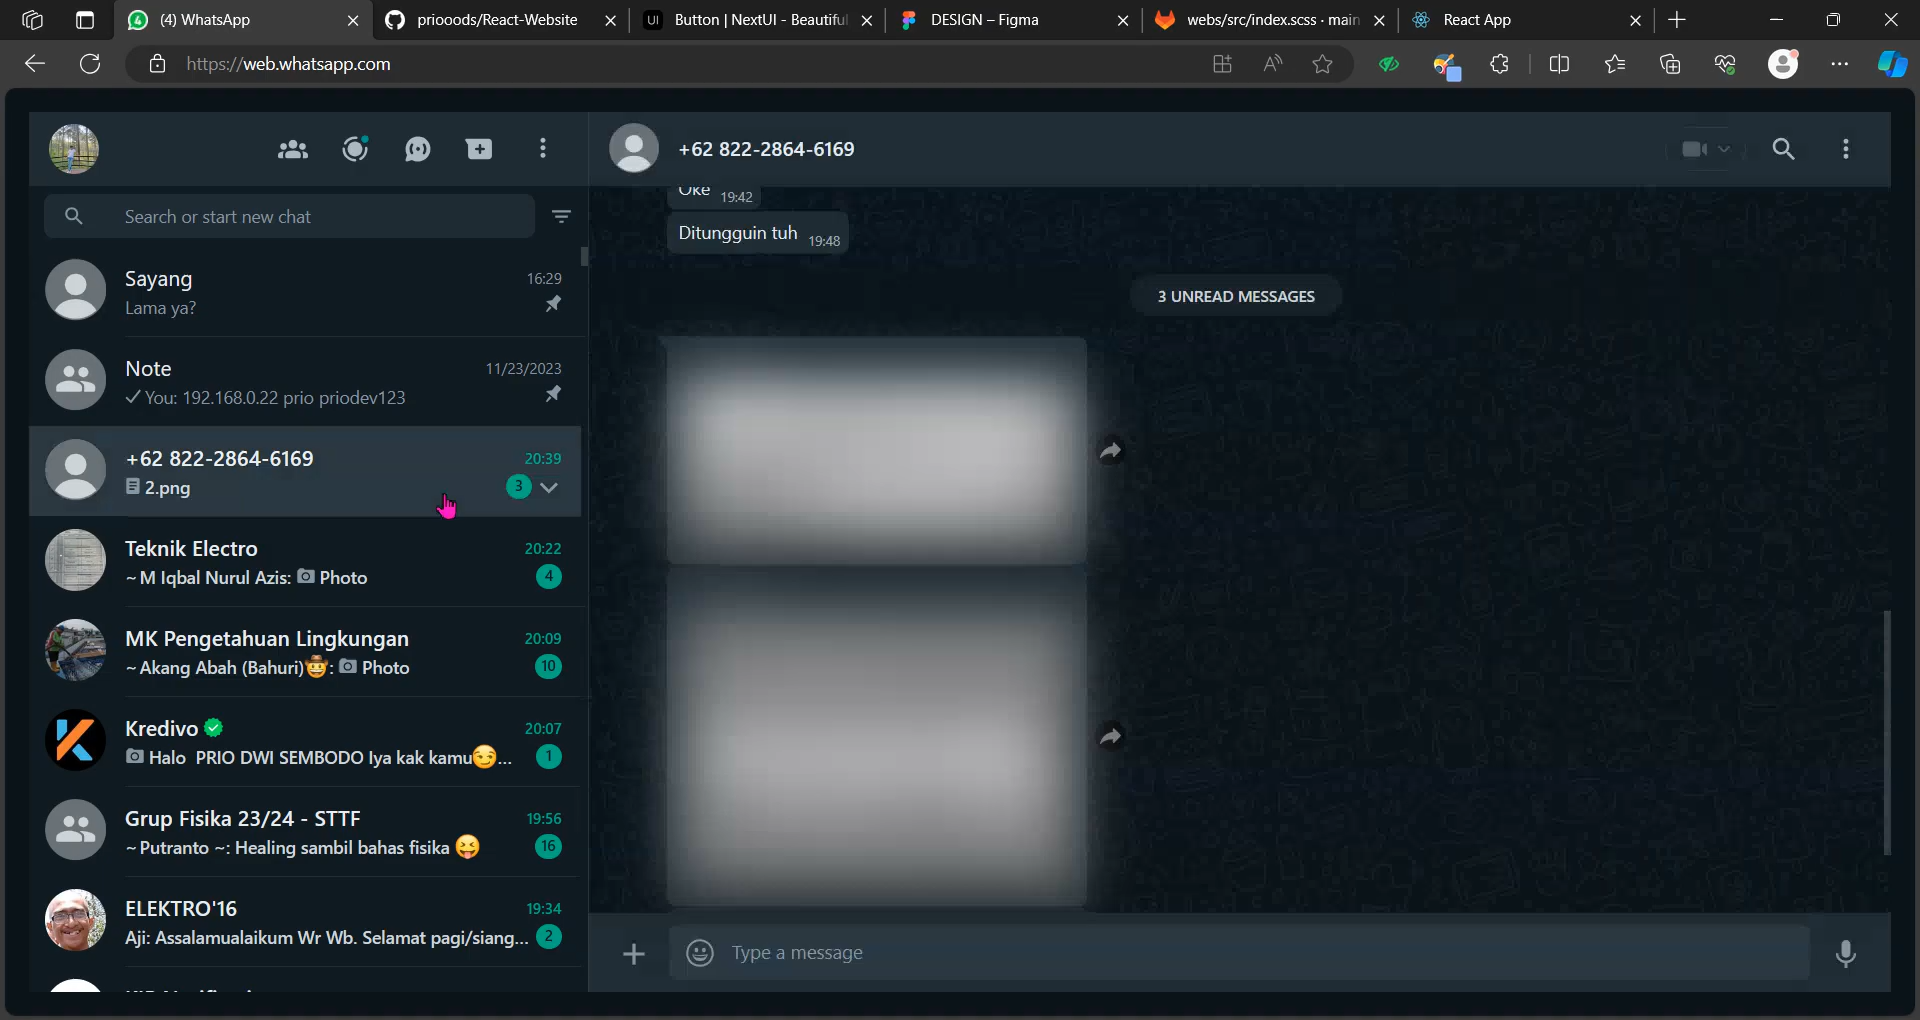 (4) WhatsApp
priooods/React-Website
UI
Button | NextUI - Beautiful
DESIGN – Figma
webs/src/index.scss · main
React App
https://web.whatsapp.com
+62 822-2864-6169
Oke 19:42
Ditungguin tuh 19:48
3 UNREAD MESSAGES
Type a message
Search or start new chat
Sayang 16:29
Lama ya?
Note 11/23/2023
You: 192.168.0.22 prio priodev123
+62 822-2864-6169 20:39
2.png 3
Teknik Electro 20:22
~ M Iqbal Nurul Azis: Photo 4
MK Pengetahuan Lingkungan 20:09
~ Akang Abah (Bahuri)🤠: Photo 10
Kredivo 20:07
Halo PRIO DWI SEMBODO Iya kak kamu😏... 1
Grup Fisika 23/24 - STTF 19:56
~ Putranto ~: Healing sambil bahas fisika 😝 16
ELEKTRO'16 19:34
Aji: Assalamualaikum Wr Wb. Selamat pagi/siang... 2